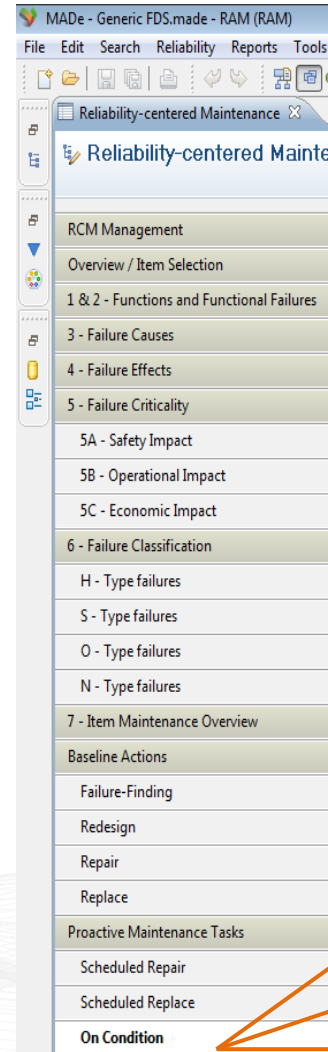 MADe - Generic FDS.made - RAM (RAM)
File Edit Search Reliability Reports Tools
Reliability-centered Maintenance
Reliability-centered Mainte
RCM Management
Overview / Item Selection
1 & 2 - Functions and Functional Failures
3 - Failure Causes
4 - Failure Effects
5 - Failure Criticality
5A - Safety Impact
5B - Operational Impact
5C - Economic Impact
6 - Failure Classification
H - Type failures
S - Type failures
O - Type failures
N - Type failures
7 - Item Maintenance Overview
Baseline Actions
Failure-Finding
Redesign
Repair
Replace
Proactive Maintenance Tasks
Scheduled Repair
Scheduled Replace
On Condition